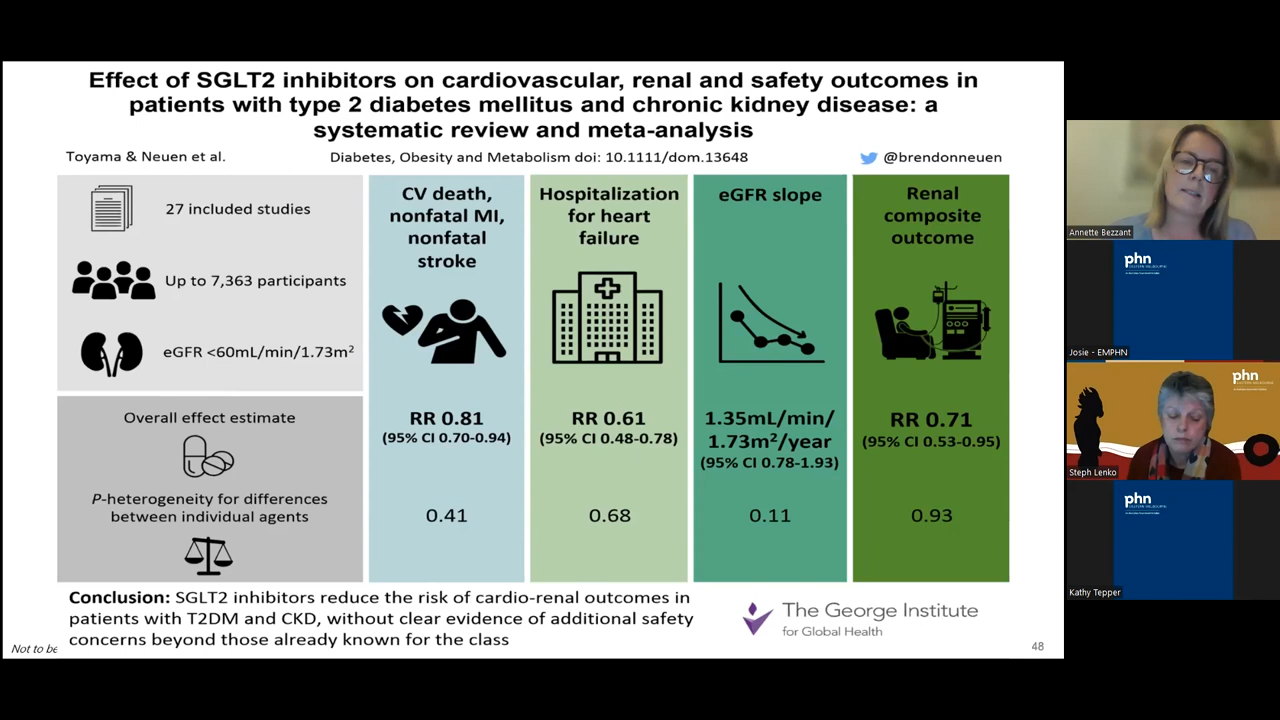 Effect of SGLT2 inhibitors on cardiovascular, renal and safety outcomes in
patients with type 2 diabetes mellitus and chronic kidney disease: a
systematic review and meta-analysis
Toyama & Neuen et al.
Diabetes, Obesity and Metabolism doi: 10.1111/dom.13648
@brendonneuen
27 included studies
Up to 7,363 participants
eGFR <60mL/min/1.73m²
CV death,
nonfatal MI,
nonfatal
stroke
Hospitalization
for heart
failure
eGFR slope
Renal
composite
outcome
Overall effect estimate
RR 0.81
(95% CI 0.70-0.94)
RR 0.61
(95% CI 0.48-0.78)
1.35mL/min/
1.73m²/year
(95% CI 0.78-1.93)
RR 0.71
(95% CI 0.53-0.95)
P-heterogeneity for differences
between individual agents
0.41
0.68
0.11
0.93
Conclusion: SGLT2 inhibitors reduce the risk of cardio-renal outcomes in
patients with T2DM and CKD, without clear evidence of additional safety
concerns beyond those already known for the class
The George Institute
for Global Health
Not to be
48
Annette Bezzant
phn
Josie - EMPHN
phn
Steph Lenko
phn
Kathy Tepper